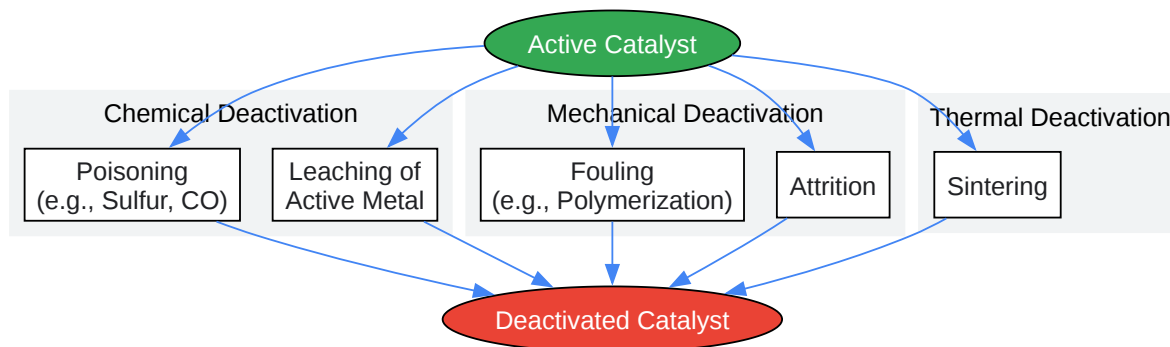 Active Catalyst
Chemical Deactivation
Mechanical Deactivation
Thermal Deactivation
Poisoning
(e.g., Sulfur, CO)
Leaching of
Active Metal
Fouling
(e.g., Polymerization)
Attrition
Sintering
Deactivated Catalyst